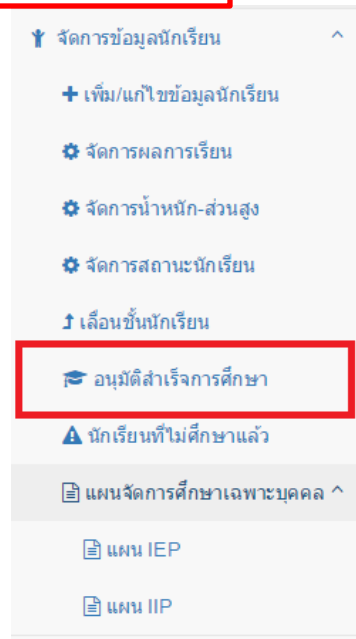 จัดการข้อมูลนักเรียน
เพิ่ม/แก้ไขข้อมูลนักเรียน
จัดการผลการเรียน
จัดการน้ำหนัก-ส่วนสูง
จัดการสถานะนักเรียน
เลื่อนชั้นนักเรียน
อนุมัติสำเร็จการศึกษา
นักเรียนที่ไม่ศึกษาแล้ว
แผนจัดการศึกษาเฉพาะบุคคล
แผน IEP
แผน IIP